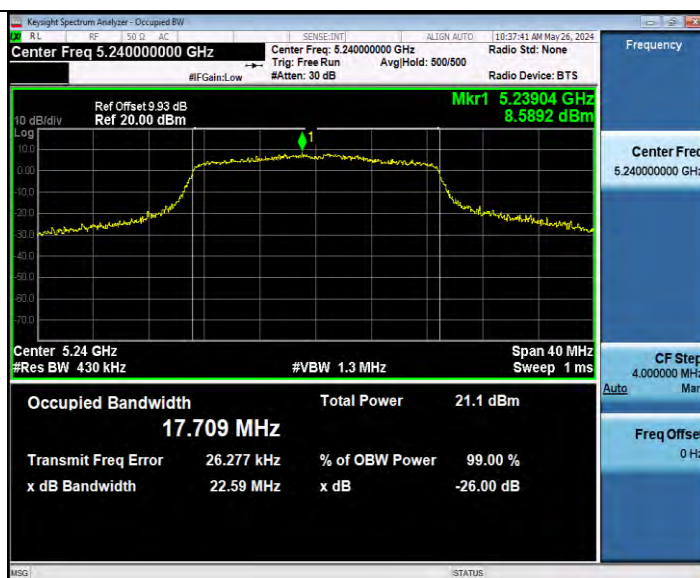 Keysight Spectrum Analyzer - Occupied BW
RL RF 50 Ω AC SENSE:INT ALIGN AUTO 10:37:41 AM May 26, 2024
Center Freq 5.240000000 GHz
Center Freq: 5.240000000 GHz
Radio Std: None
Trig: Free Run Avg|Hold: 500/500
#IFGain:Low #Atten: 30 dB Radio Device: BTS
Ref Offset 9.93 dB
Mkr1 5.23904 GHz
10 dB/div Ref 20.00 dBm
8.5892 dBm
Log
1
10.0
0.00
-10.0
-20.0
-30.0
-40.0
-50.0
-60.0
-70.0
Center 5.24 GHz Span 40 MHz
#Res BW 430 kHz #VBW 1.3 MHz Sweep 1 ms
Occupied Bandwidth Total Power 21.1 dBm
17.709 MHz
Transmit Freq Error 26.277 kHz % of OBW Power 99.00 %
x dB Bandwidth 22.59 MHz x dB -26.00 dB
MSG STATUS
Frequency
Center Freq
5.240000000 GHz
CF Step
4.000000 MHz
Auto Man
Freq Offset
0 Hz